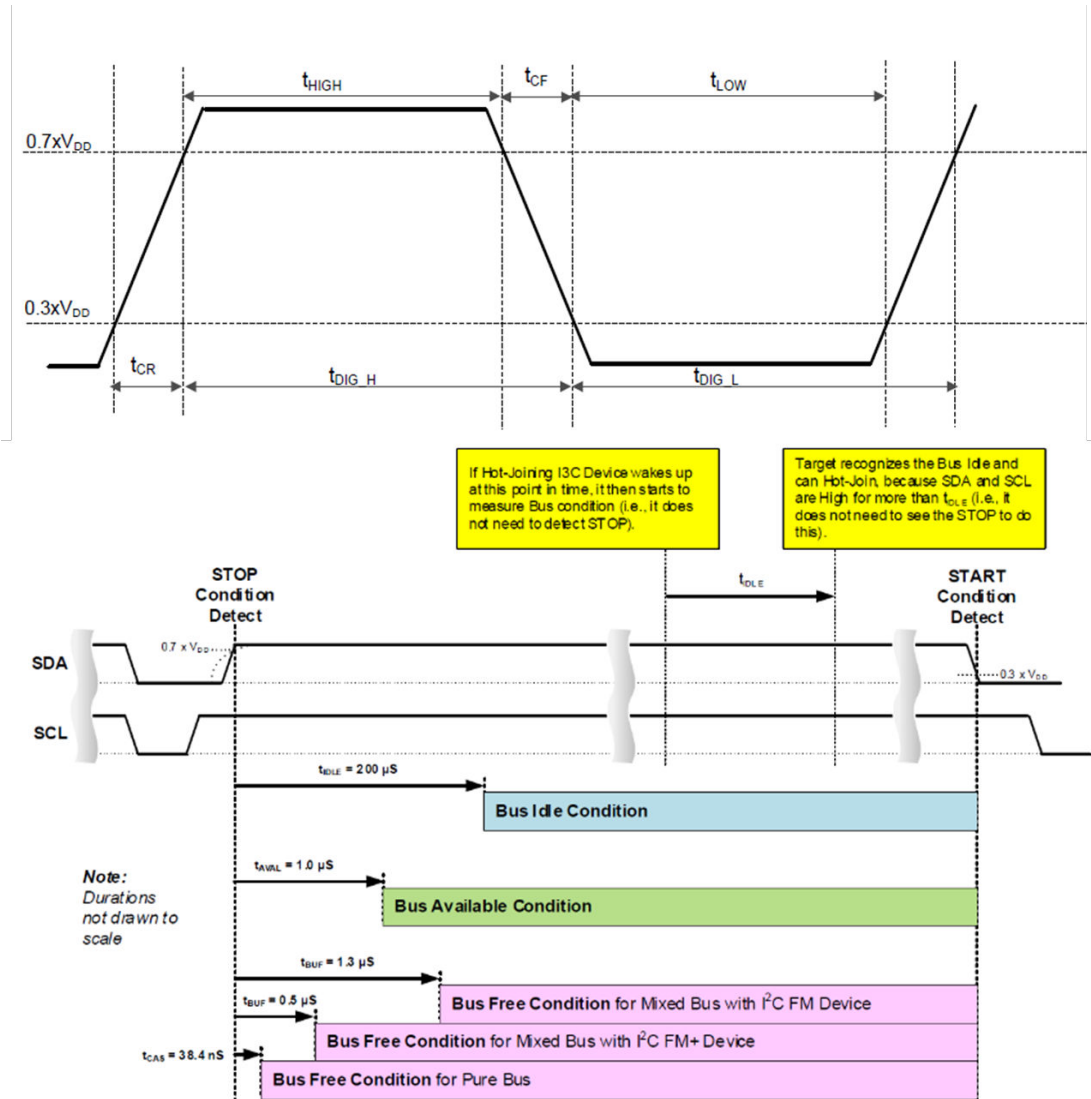 tHIGH
tCF
tLOW
0.7xVDD
0.3xVDD
tCR
tDIG_H
tDIG_L
If Hot-Joining I3C Device wakes up
at this point in time, it then starts to
measure Bus condition (i.e., it does
not need to detect STOP).
Target recognizes the Bus Idle and
can Hot-Join, because SDA and SCL
are High for more than tIDLE (i.e., it
does not need to see the STOP to do
this).
STOP
Condition
Detect
tIDLE
START
Condition
Detect
0.7 x VDD
SDA
0.3 x VDD
SCL
tIDLE = 200 µS
Bus Idle Condition
tAVAL = 1.0 µS
Note:
Durations
not drawn to
scale
Bus Available Condition
tBUF = 1.3 µS
Bus Free Condition for Mixed Bus with I²C FM Device
tBUF = 0.5 µS
Bus Free Condition for Mixed Bus with I²C FM+ Device
tCAS = 38.4 nS
Bus Free Condition for Pure Bus